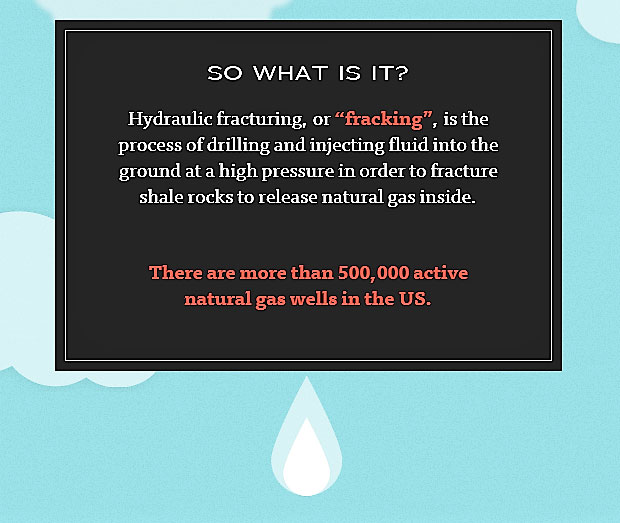 SO WHAT IS IT?
Hydraulic fracturing, or “fracking”, is the
process of drilling and injecting fluid into the
ground at a high pressure in order to fracture
shale rocks to release natural gas inside.
There are more than 500,000 active
natural gas wells in the US.